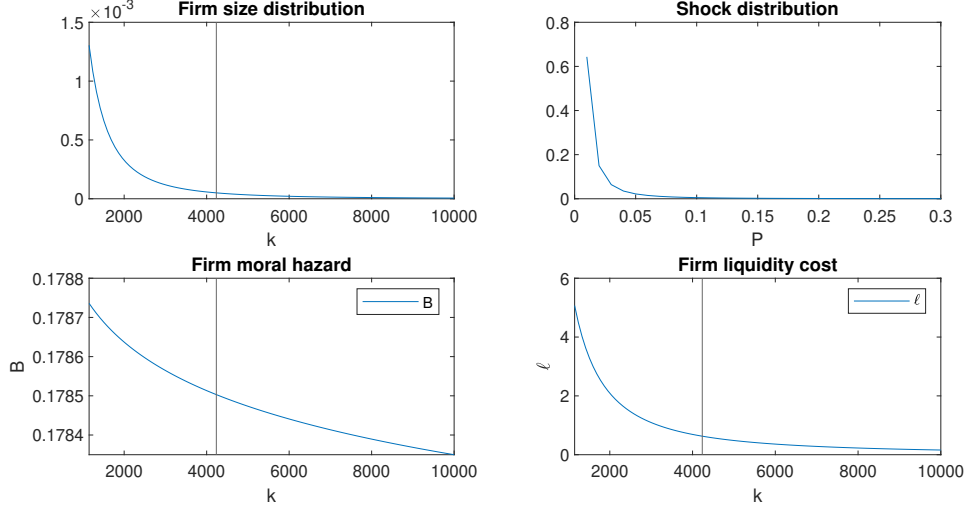 Firm size distribution
×10⁻³
1.5
1
0.5
0
2000 4000 6000 8000 10000
k
Shock distribution
0.8
0.6
0.4
0.2
0
0 0.05 0.1 0.15 0.2 0.25 0.3
P
Firm moral hazard
0.1788
0.1787
0.1786
0.1785
0.1784
B
B
2000 4000 6000 8000 10000
k
Firm liquidity cost
6
4
2
0
ℓ
ℓ
2000 4000 6000 8000 10000
k